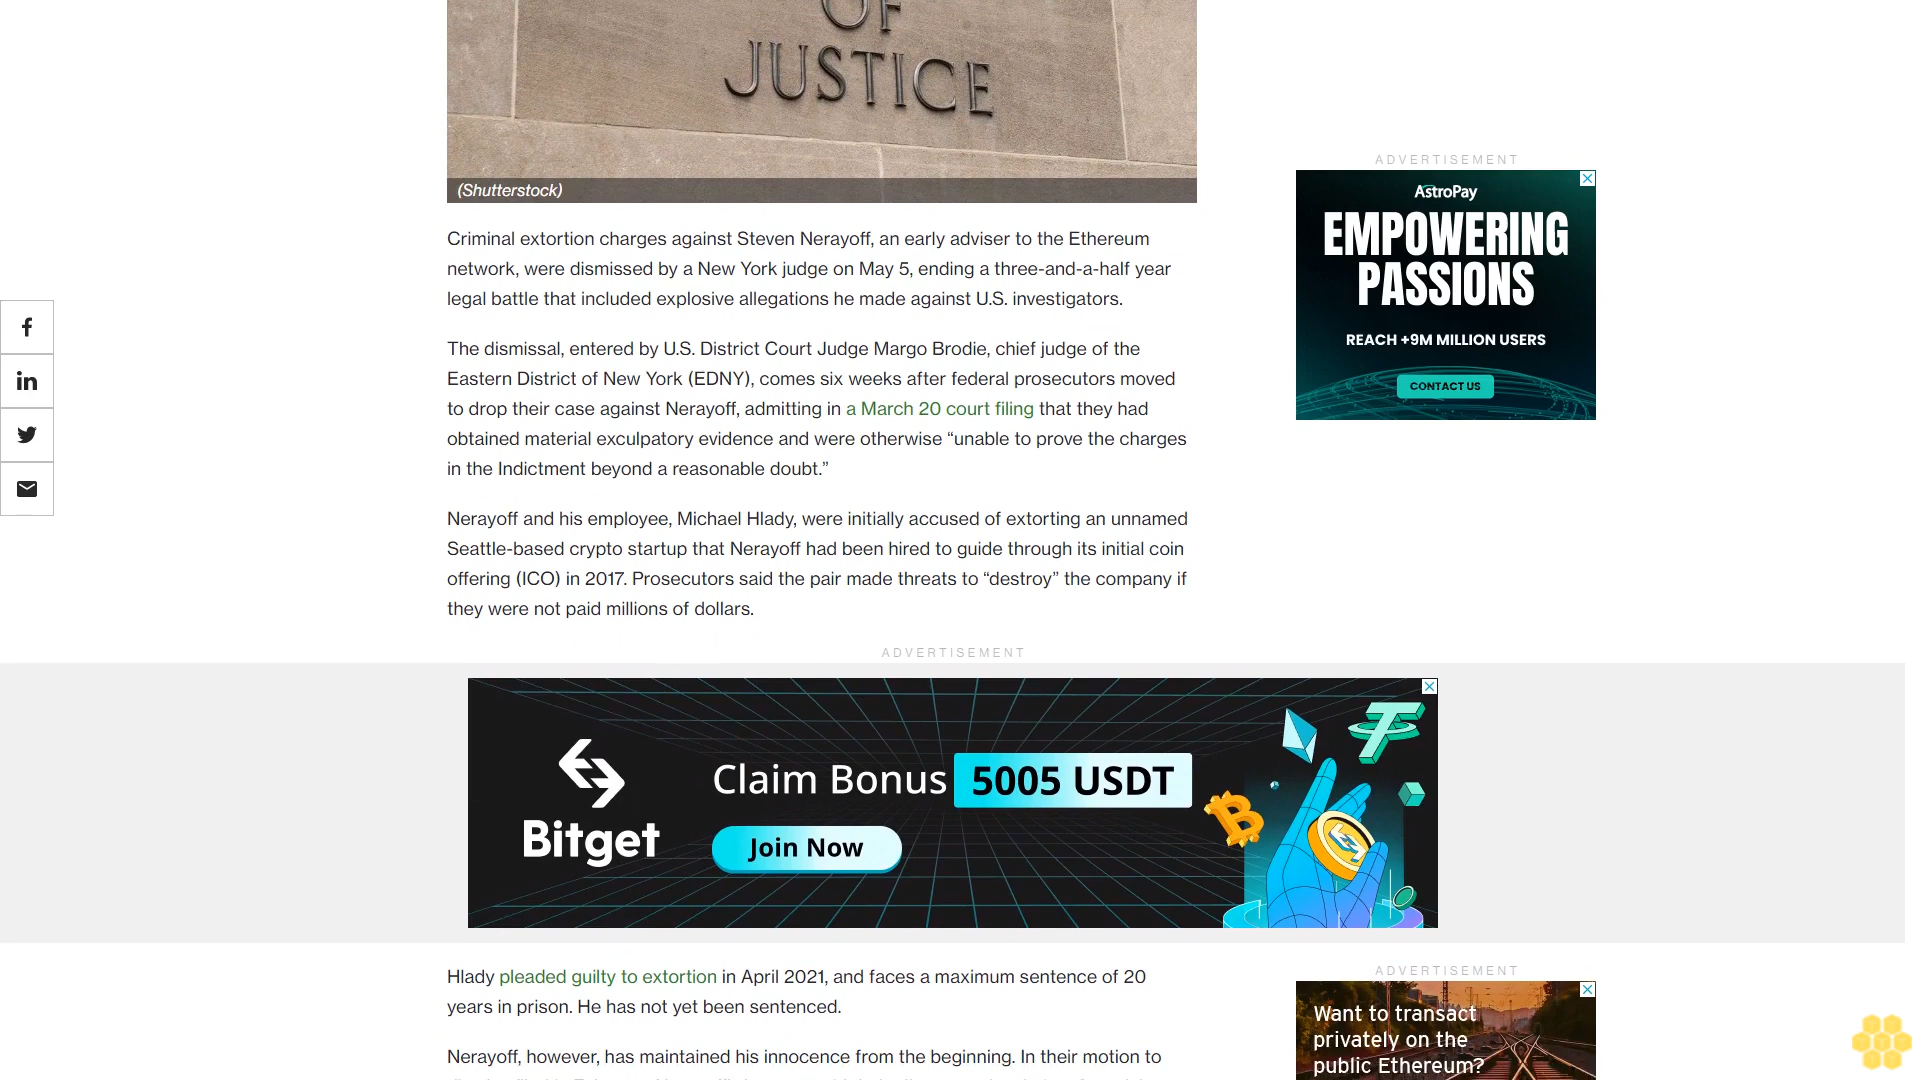 OF
JUSTICE
(Shutterstock)
Criminal extortion charges against Steven Nerayoff, an early adviser to the Ethereum
network, were dismissed by a New York judge on May 5, ending a three-and-a-half year
legal battle that included explosive allegations he made against U.S. investigators.
The dismissal, entered by U.S. District Court Judge Margo Brodie, chief judge of the
Eastern District of New York (EDNY), comes six weeks after federal prosecutors moved
to drop their case against Nerayoff, admitting in a March 20 court filing that they had
obtained material exculpatory evidence and were otherwise “unable to prove the charges
in the Indictment beyond a reasonable doubt.”
Nerayoff and his employee, Michael Hlady, were initially accused of extorting an unnamed
Seattle-based crypto startup that Nerayoff had been hired to guide through its initial coin
offering (ICO) in 2017. Prosecutors said the pair made threats to “destroy” the company if
they were not paid millions of dollars.
ADVERTISEMENT
AstroPay
EMPOWERING
PASSIONS
REACH +9M MILLION USERS
CONTACT US
ADVERTISEMENT
Bitget
Claim Bonus 5005 USDT
Join Now
Hlady pleaded guilty to extortion in April 2021, and faces a maximum sentence of 20
years in prison. He has not yet been sentenced.
Nerayoff, however, has maintained his innocence from the beginning. In their motion to
ADVERTISEMENT
Want to transact
privately on the
public Ethereum?